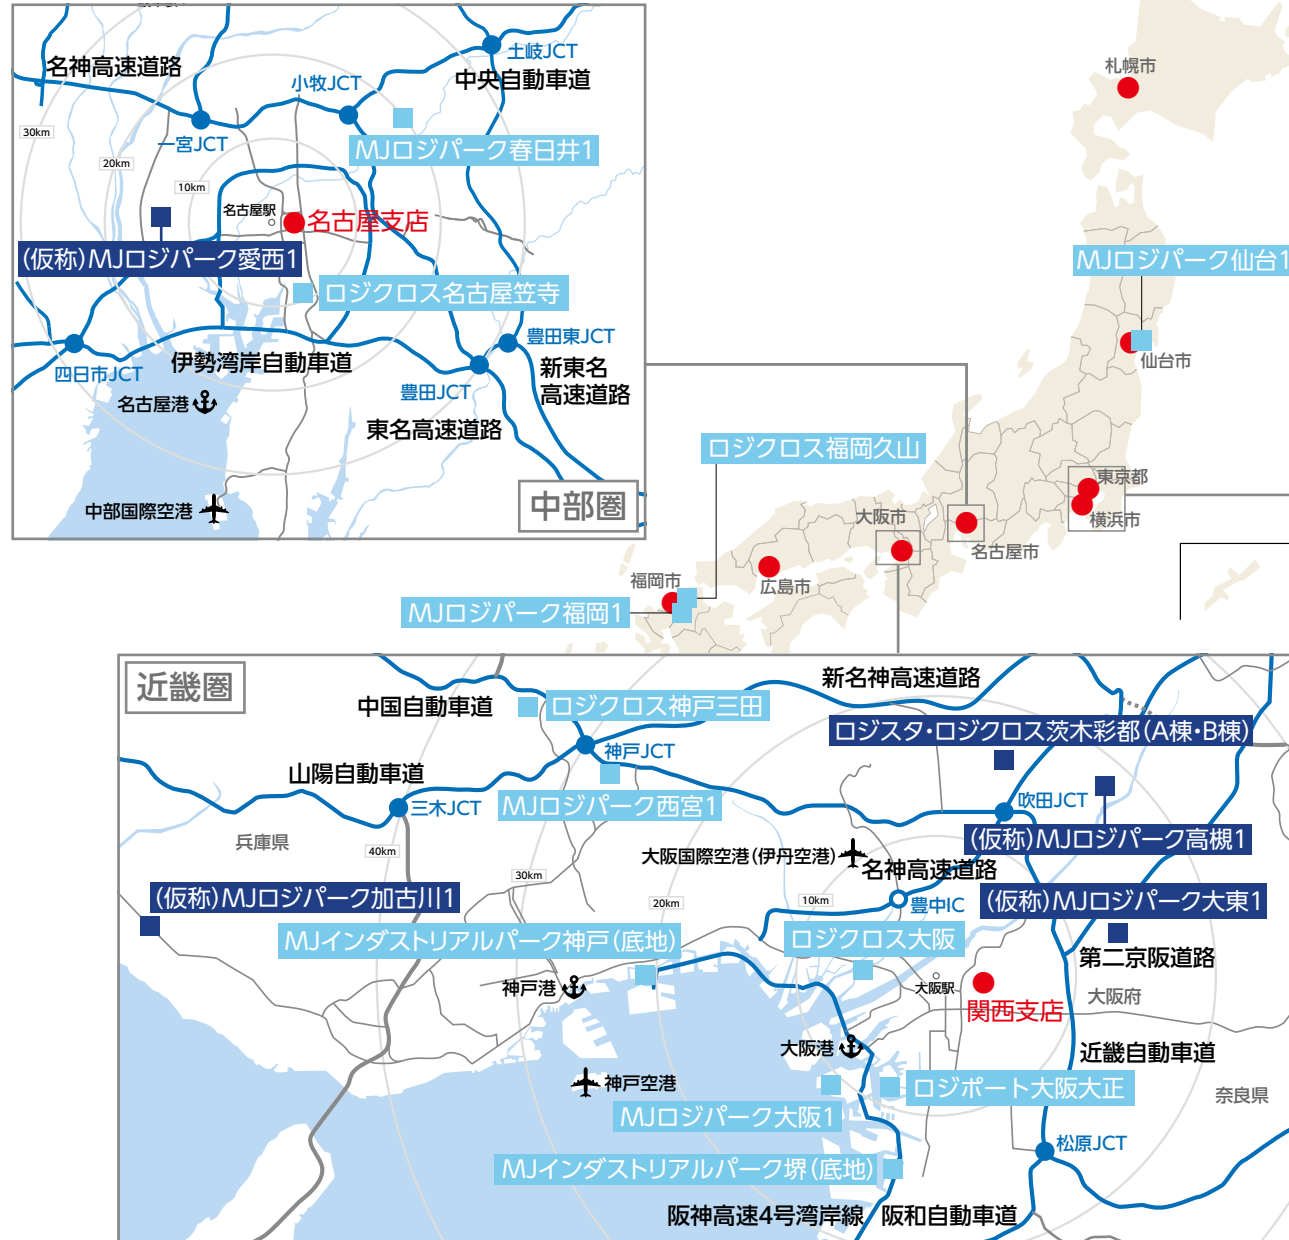 名神高速道路
土岐JCT
中央自動車道
小牧JCT
30km
一宮JCT
MJロジパーク春日井1
20km
10km
名古屋駅
名古屋支店
(仮称)MJロジパーク愛西1
ロジクロス名古屋笠寺
豊田東JCT
伊勢湾岸自動車道
四日市JCT
新東名
高速道路
豊田JCT
名古屋港
東名高速道路
中部国際空港
中部圏
札幌市
MJロジパーク仙台1
仙台市
ロジクロス福岡久山
東京都
横浜市
大阪市
名古屋市
福岡市
広島市
MJロジパーク福岡1
近畿圏
中国自動車道
ロジクロス神戸三田
新名神高速道路
ロジスタ・ロジクロス茨木彩都(A棟・B棟)
神戸JCT
山陽自動車道
三木JCT
MJロジパーク西宮1
吹田JCT
兵庫県
40km
(仮称)MJロジパーク高槻1
大阪国際空港(伊丹空港)
名神高速道路
30km
20km
10km
豊中IC
(仮称)MJロジパーク加古川1
(仮称)MJロジパーク大東1
MJインダストリアルパーク神戸(底地)
ロジクロス大阪
第二京阪道路
神戸港
大阪駅
大阪府
関西支店
大阪港
近畿自動車道
神戸空港
ロジポート大阪大正
奈良県
MJロジパーク大阪1
松原JCT
MJインダストリアルパーク堺(底地)
阪神高速4号湾岸線
阪和自動車道